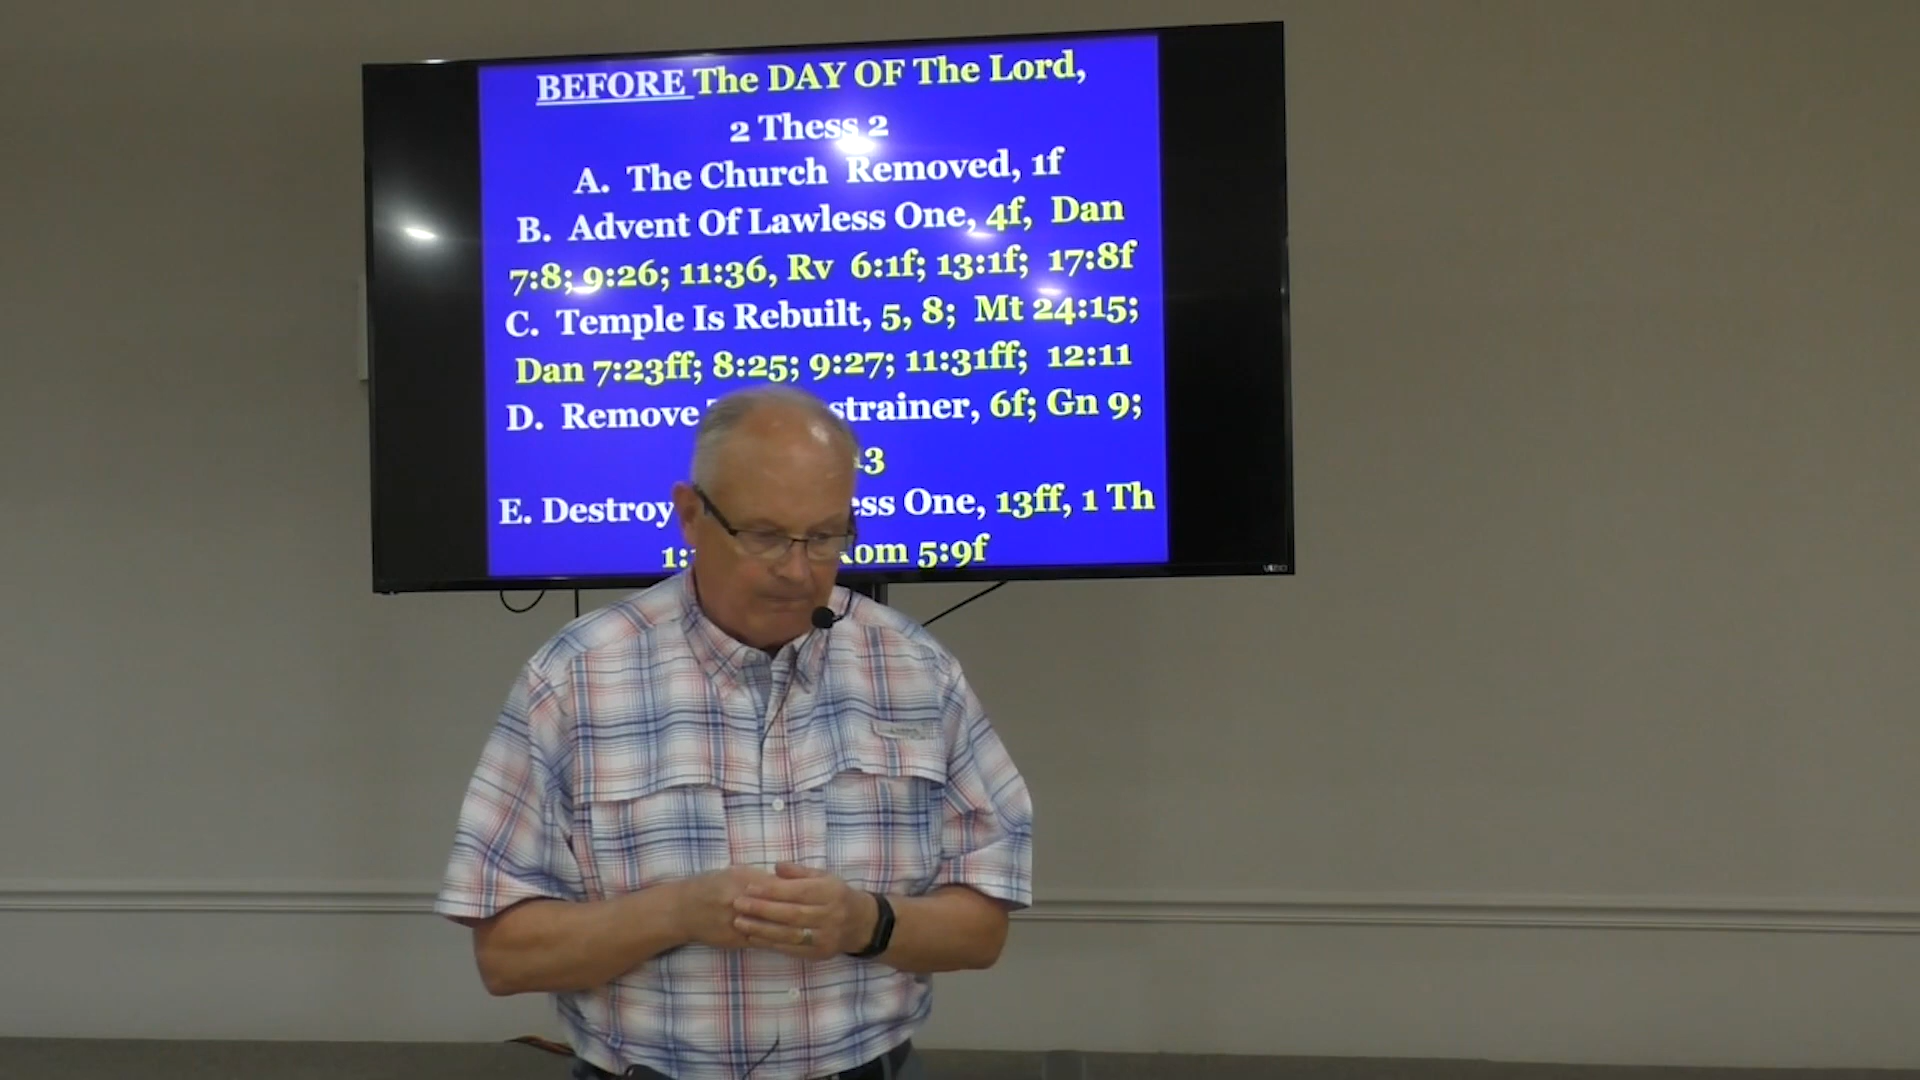 BEFORE The DAY OF The Lord,
2 Thess 2
A. The Church Removed, 1f
B. Advent Of Lawless One, 4f, Dan
7:8; 9:26; 11:36, Rv 6:1f; 13:1f; 17:8f
C. Temple Is Rebuilt, 5, 8; Mt 24:15;
Dan 7:23ff; 8:25; 9:27; 11:31ff; 12:11
D. Remove strainer, 6f; Gn 9;
13
E. Destroy ess One, 13ff, 1 Th
1: Rom 5:9f
VIZIO